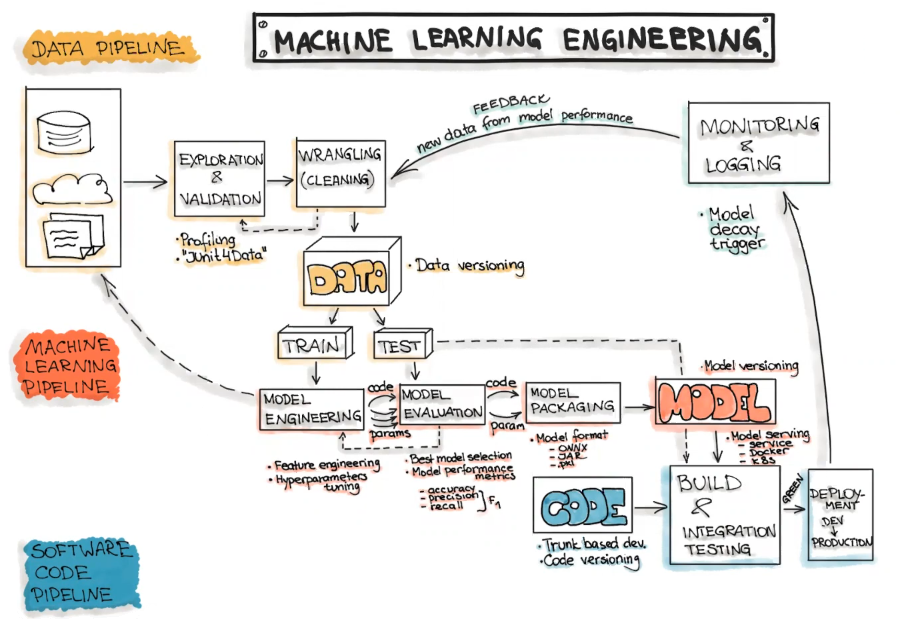 MACHINE LEARNING ENGINEERING.
DATA PIPELINE
EXPLORATION
&
VALIDATION
· Profiling
· "JUnit4Data"
WRANGLING
(CLEANING)
FEEDBACK
new data from model performance
MONITORING
&
LOGGING
· Model
decay
trigger
DATA
· Data versioning
TRAIN
TEST
MACHINE
LEARNING
PIPELINE
MODEL
ENGINEERING
· Feature engineering
· Hyperparameters
tuning
code
params
MODEL
EVALUATION
· Best model selection
· Model performance
metrics
- accuracy
- precision
- recall
F1
code
param
MODEL
PACKAGING
· Model format
- ONNX
- JAR
- .pkl
· Model versioning
MODEL
· Model serving
- service
- Docker
- K8S
SOFTWARE
CODE
PIPELINE
CODE
· Trunk based dev.
· Code versioning
BUILD
&
INTEGRATION
TESTING
GREEN
DEPLOY-
MENT
DEV
PRODUCTION